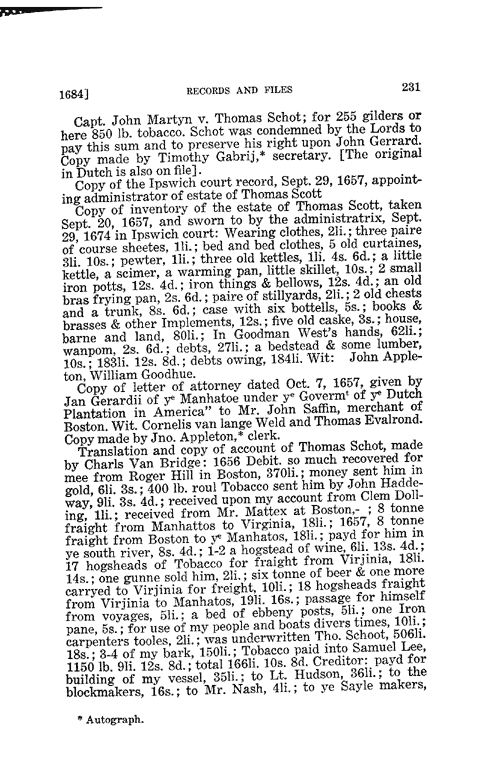 1684]
RECORDS AND FILES
231
Capt. John Martyn v. Thomas Schot; for 255 gilders or
here 850 lb. tobacco. Schot was condemned by the Lords to
pay this sum and to preserve his right upon John Gerrard.
Copy made by Timothy Gabrij,* secretary. [The original
in Dutch is also on file].
Copy of the Ipswich court record, Sept. 29, 1657, appoint-
ing administrator of estate of Thomas Scott
Copy of inventory of the estate of Thomas Scott, taken
Sept. 20, 1657, and sworn to by the administratrix, Sept.
29, 1674 in Ipswich court: Wearing clothes, 2li.; three paire
of course sheetes, 1li.; bed and bed clothes, 5 old curtaines,
3li. 10s.; pewter, 1li.; three old kettles, 1li. 4s. 6d.; a little
kettle, a scimer, a warming pan, little skillet, 10s.; 2 small
iron potts, 12s. 4d.; iron things & bellows, 12s. 4d.; an old
bras frying pan, 2s. 6d.; paire of stillyards, 2li.; 2 old chests
and a trunk, 8s. 6d.; case with six bottells, 5s.; books &
brasses & other Implements, 12s.; five old caske, 3s.; house,
barne and land, 80li.; In Goodman West's hands, 62li.;
wanpom, 2s. 6d.; debts, 27li.; a bedstead & some lumber,
10s.; 183li. 12s. 8d.; debts owing, 184li. Wit: John Apple-
ton, William Goodhue.
Copy of letter of attorney dated Oct. 7, 1657, given by
Jan Gerardii of yᵉ Manhatoe under yᵉ Govermᵗ of yᵉ Dutch
Plantation in America" to Mr. John Saffin, merchant of
Boston. Wit. Cornelis van lange Weld and Thomas Evalrond.
Copy made by Jno. Appleton,* clerk.
Translation and copy of account of Thomas Schot, made
by Charls Van Bridge: 1656 Debit. so much recovered for
mee from Roger Hill in Boston, 370li.; money sent him in
gold, 6li. 3s.; 400 lb. roul Tobacco sent him by John Hadde-
way, 9li. 3s. 4d.; received upon my account from Clem Doll-
ing, 1li.; received from Mr. Mattex at Boston,- ; 8 tonne
fraight from Manhattos to Virginia, 18li.; 1657, 8 tonne
fraight from Boston to yᵉ Manhatos, 18li.; payd for him in
ye south river, 8s. 4d.; 1-2 a hogstead of wine, 6li. 13s. 4d.;
17 hogsheads of Tobacco for fraight from Virjinia, 18li.
14s.; one gunne sold him, 2li.; six tonne of beer & one more
carryed to Virjinia for freight, 10li.; 18 hogsheads fraight
from Virjinia to Manhatos, 19li. 16s.; passage for himself
from voyages, 5li.; a bed of ebbeny posts, 5li.; one Iron
pane, 5s.; for use of my people and boats divers times, 10li.;
carpenters tooles, 2li.; was underwritten Tho. Schoot, 506li.
18s.; 3-4 of my bark, 150li.; Tobacco paid into Samuel Lee,
1150 lb. 9li. 12s. 8d.; total 166li. 10s. 8d. Creditor: payd for
building of my vessel, 35li.; to Lt. Hudson, 36li.; to the
blockmakers, 16s.; to Mr. Nash, 4li.; to ye Sayle makers,
* Autograph.